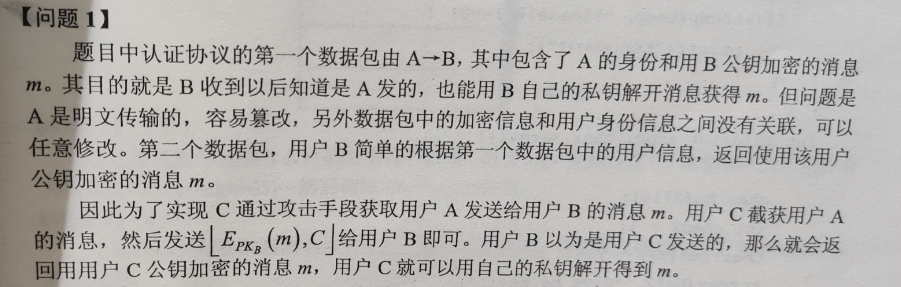 【问题1】
题目中认证协议的第一个数据包由 A→B，其中包含了 A 的身份和用 B 公钥加密的消息
m。其目的就是 B 收到以后知道是 A 发的，也能用 B 自己的私钥解开消息获得 m。但问题是
A 是明文传输的，容易篡改，另外数据包中的加密信息和用户身份信息之间没有关联，可以
任意修改。第二个数据包，用户 B 简单的根据第一个数据包中的用户信息，返回使用该用户
公钥加密的消息 m。
因此为了实现 C 通过攻击手段获取用户 A 发送给用户 B 的消息 m。用户 C 截获用户 A
的消息，然后发送⌊E_{PK_B}(m),C⌋给用户 B 即可。用户 B 以为是用户 C 发送的，那么就会返
回用用户 C 公钥加密的消息 m，用户 C 就可以用自己的私钥解开得到 m。